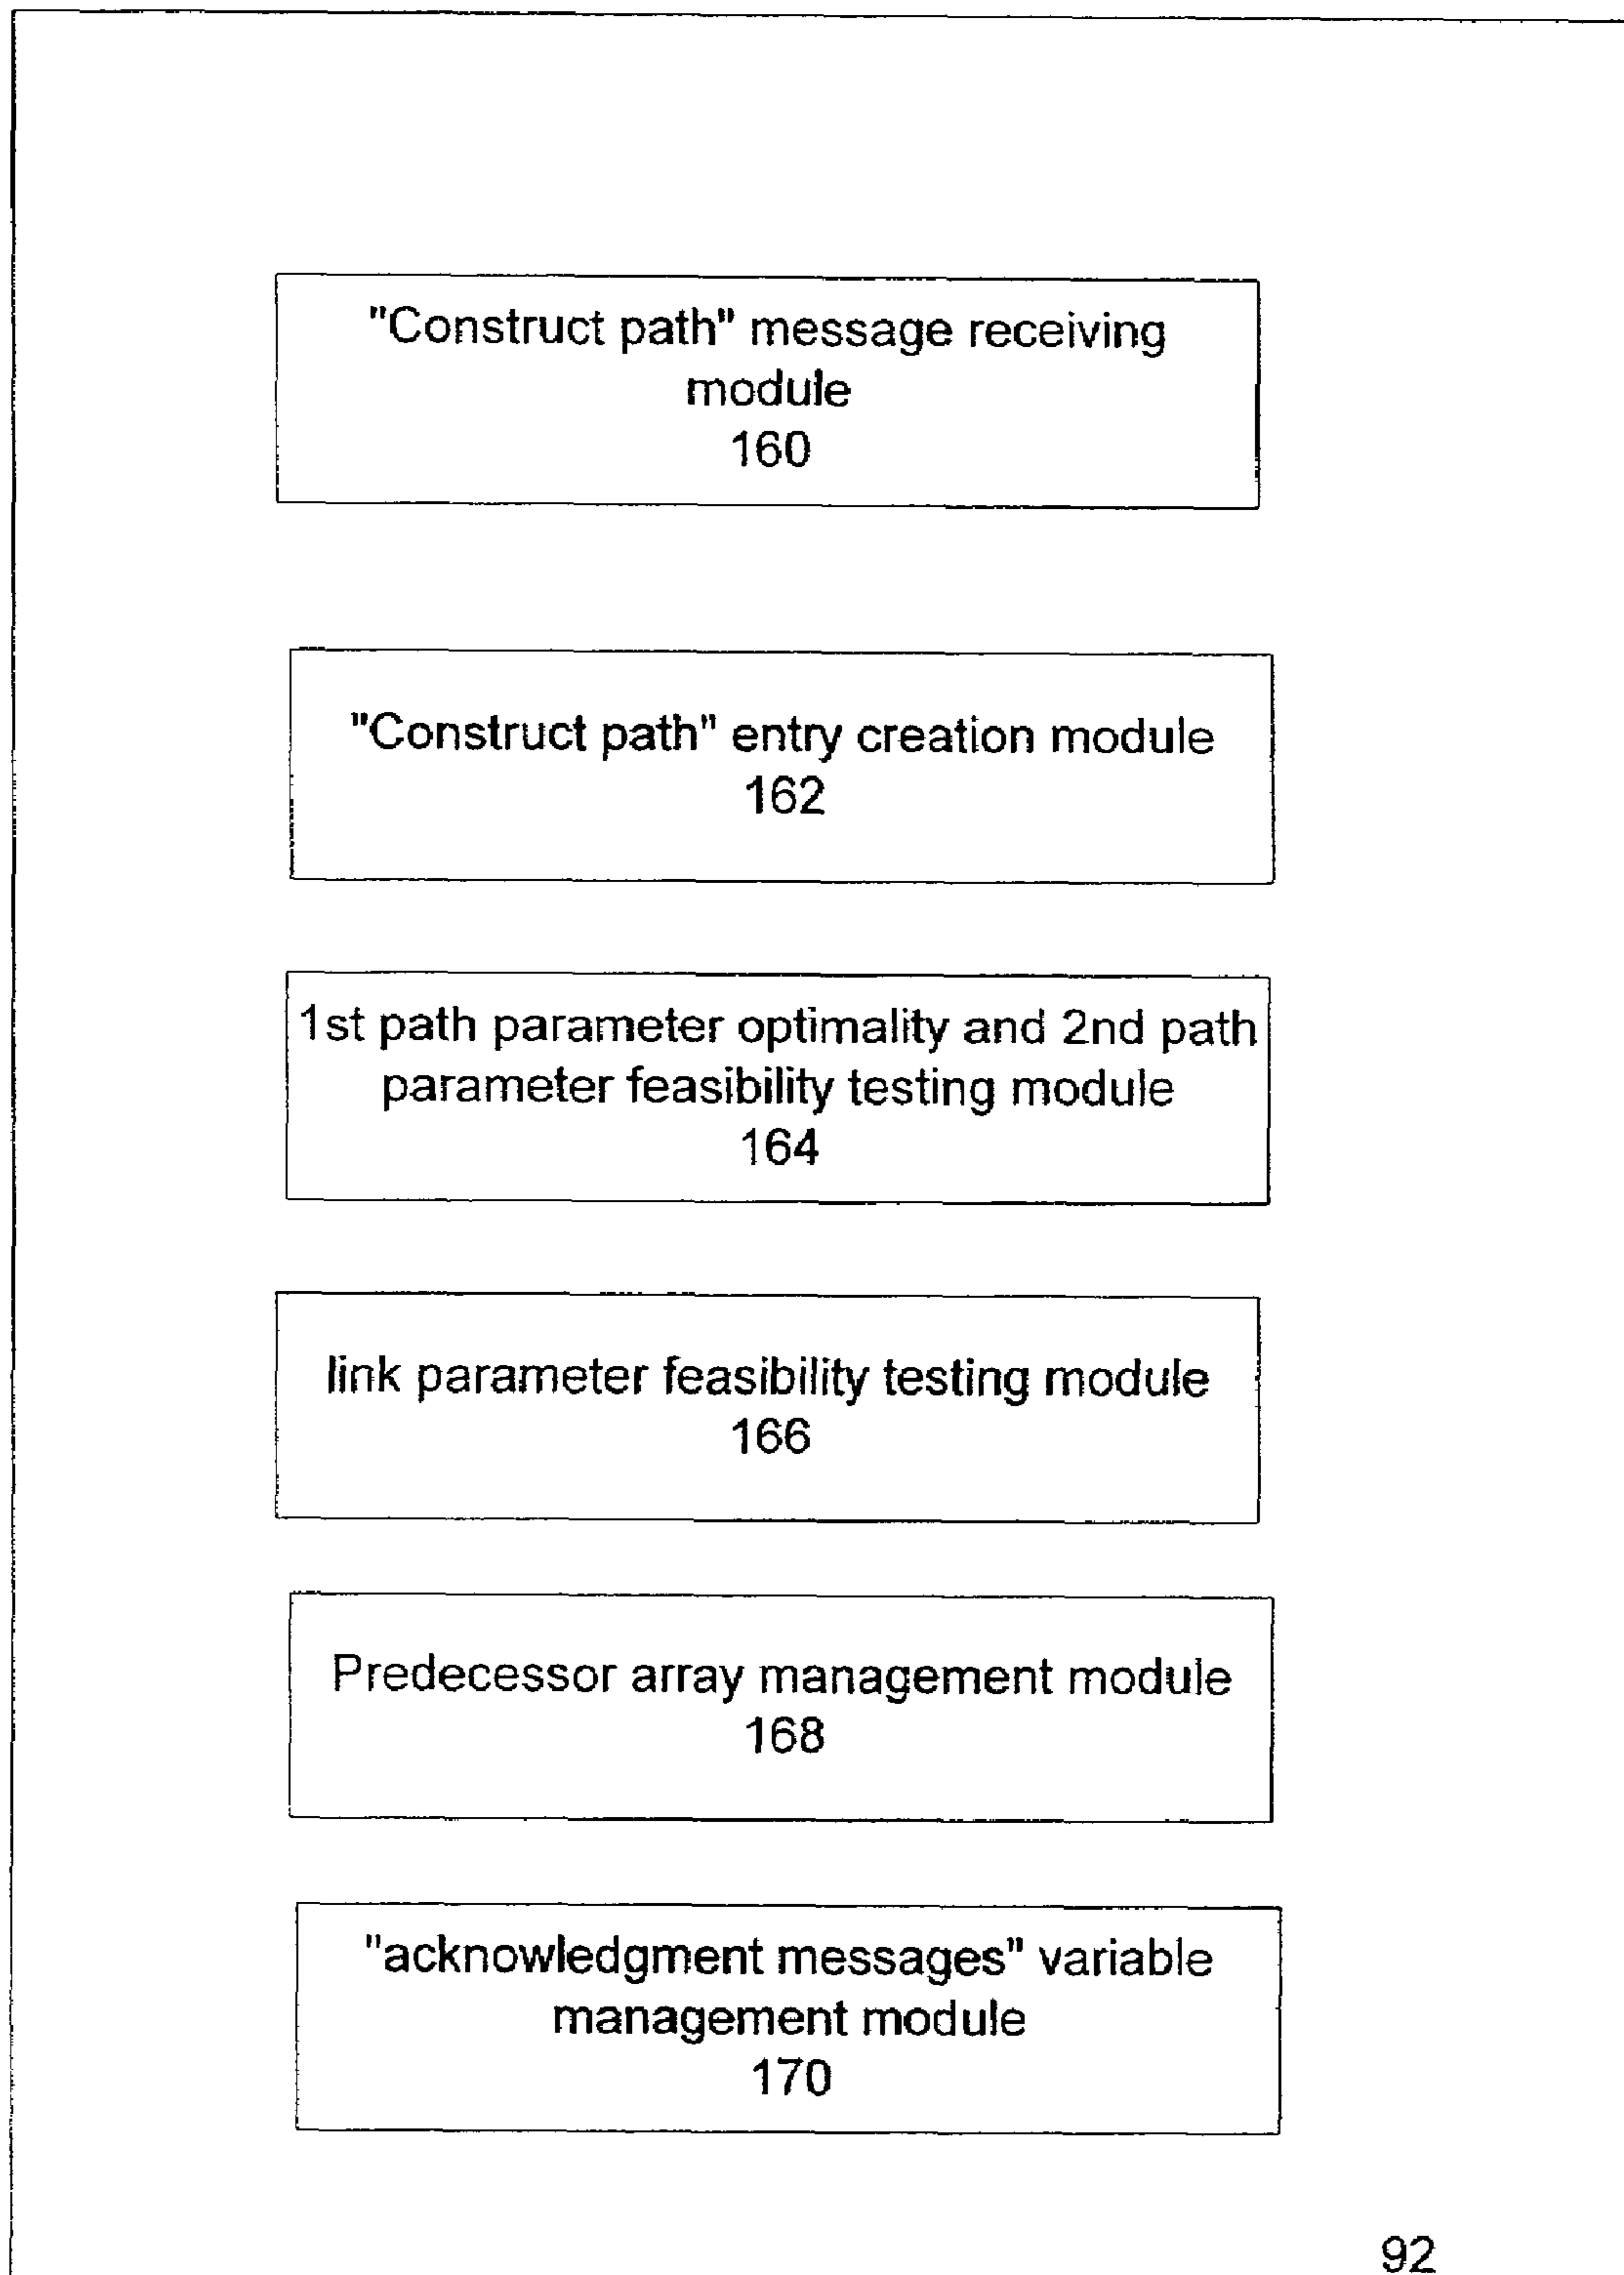 "Construct path" message receiving
module
160
"Construct path" entry creation module
162
1st path parameter optimality and 2nd path
parameter feasibility testing module
164
link parameter feasibility testing module
166
Predecessor array management module
168
"acknowledgment messages" variable
management module
170
92